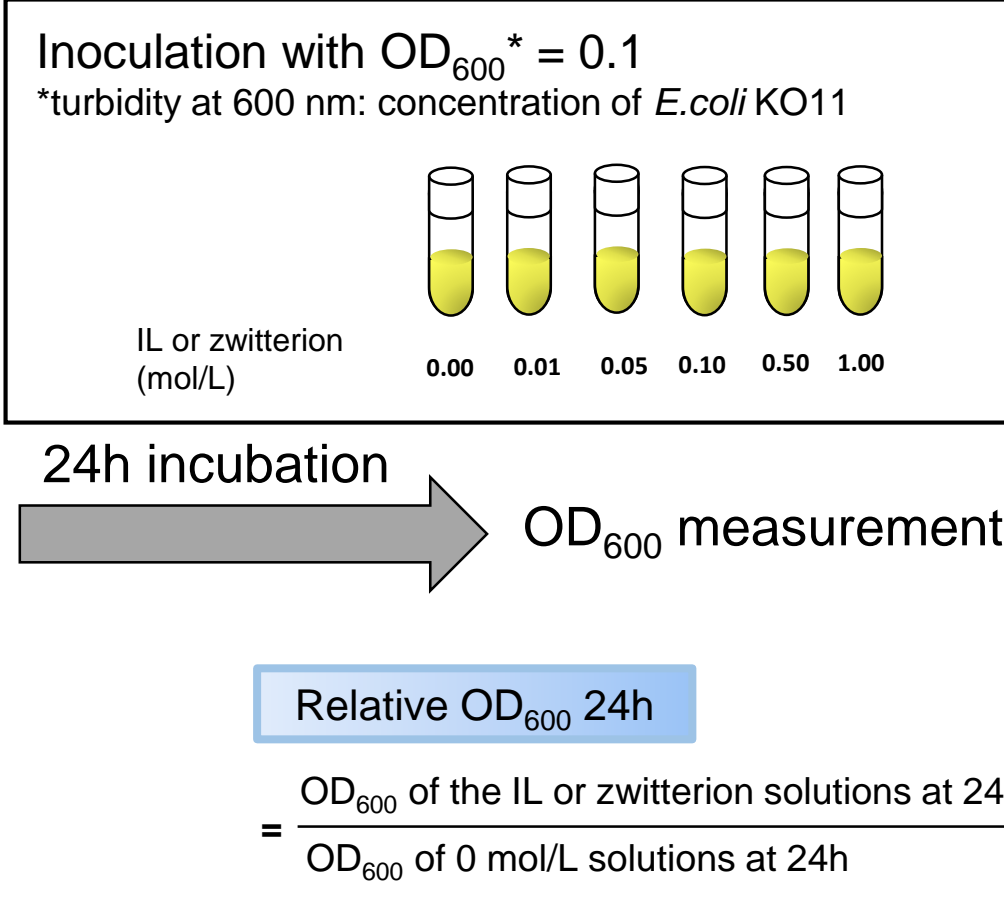 Inoculation with OD600* = 0.1
*turbidity at 600 nm: concentration of E.coli KO11
IL or zwitterion
(mol/L)
0.00 0.01 0.05 0.10 0.50 1.00
24h incubation
OD600 measurement
Relative OD600 24h
OD600 of the IL or zwitterion solutions at 24
=
OD600 of 0 mol/L solutions at 24h